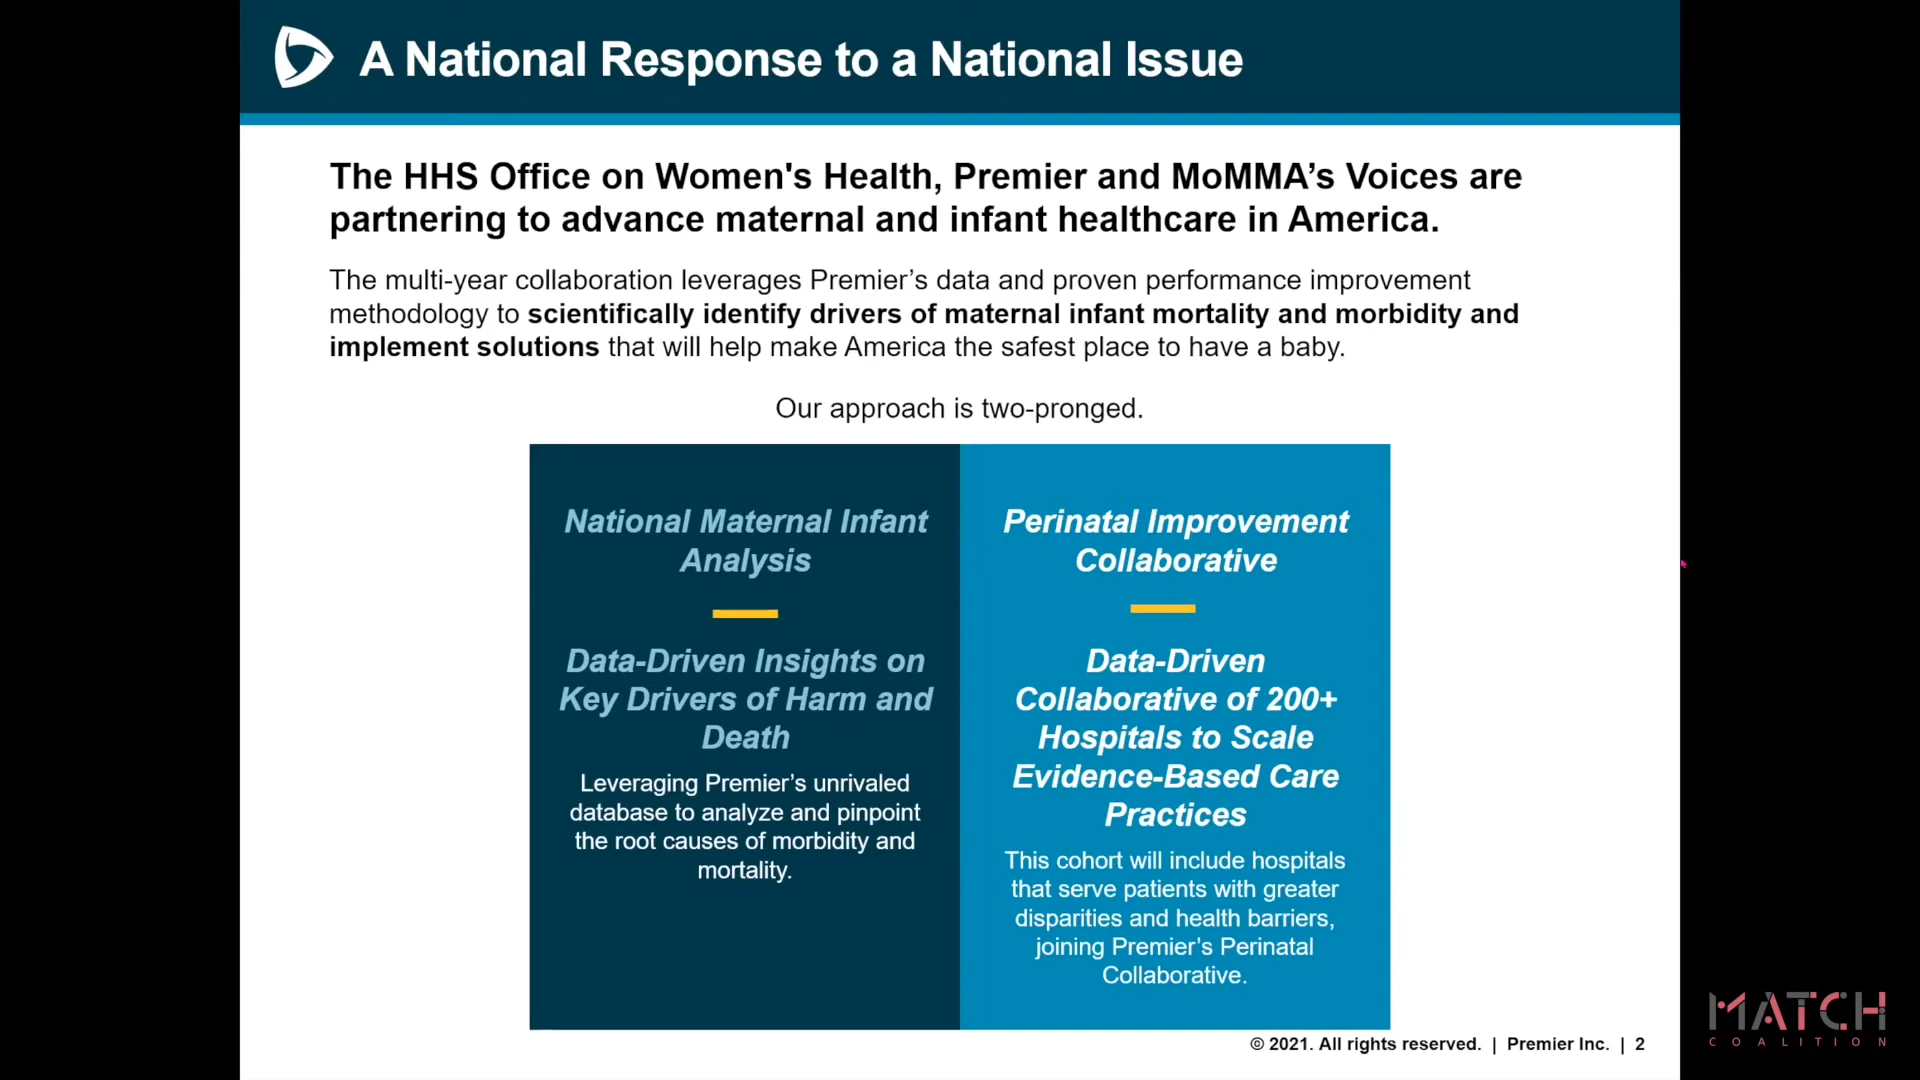 A National Response to a National Issue
The HHS Office on Women's Health, Premier and MoMMA’s Voices are
partnering to advance maternal and infant healthcare in America.
The multi-year collaboration leverages Premier’s data and proven performance improvement
methodology to scientifically identify drivers of maternal infant mortality and morbidity and
implement solutions that will help make America the safest place to have a baby.
Our approach is two-pronged.
National Maternal Infant
Analysis
Data-Driven Insights on
Key Drivers of Harm and
Death
Leveraging Premier’s unrivaled
database to analyze and pinpoint
the root causes of morbidity and
mortality.
Perinatal Improvement
Collaborative
Data-Driven
Collaborative of 200+
Hospitals to Scale
Evidence-Based Care
Practices
This cohort will include hospitals
that serve patients with greater
disparities and health barriers,
joining Premier’s Perinatal
Collaborative.
© 2021. All rights reserved. | Premier Inc. | 2
MATCH
COALITION